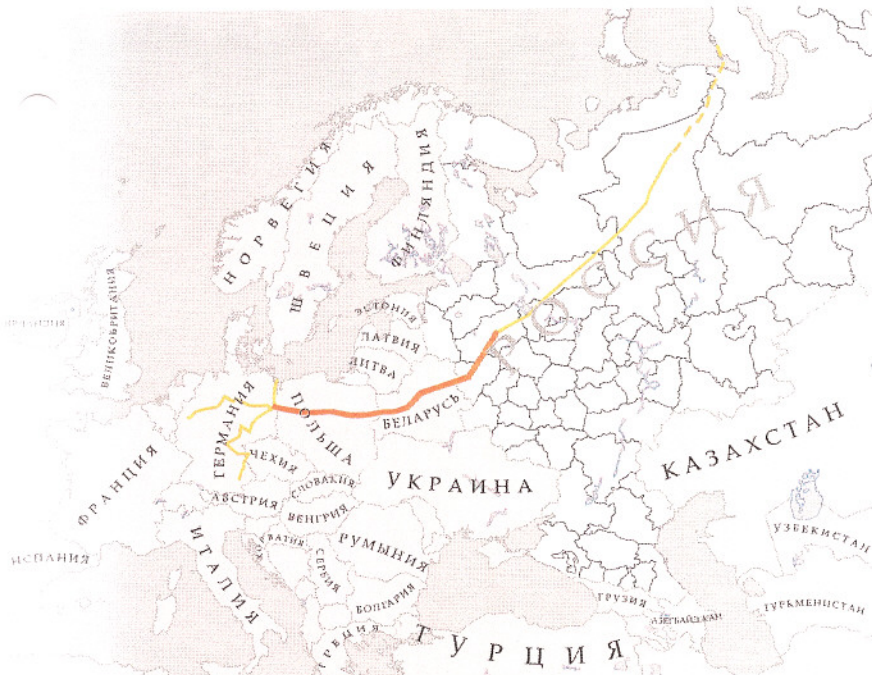 НОРВЕГИЯ
ШВЕЦИЯ
ФИНЛЯНДИЯ
РОССИЯ
ЭСТОНИЯ
ЛАТВИЯ
ЛИТВА
ВЕЛИКОБРИТАНИЯ
ГЕРМАНИЯ
ПОЛЬША
БЕЛАРУСЬ
КАЗАХСТАН
ФРАНЦИЯ
ЧЕХИЯ
СЛОВАКИЯ
УКРАИНА
АВСТРИЯ
ВЕНГРИЯ
ИСПАНИЯ
ИТАЛИЯ
ХОРВАТИЯ
СЕРБИЯ
РУМЫНИЯ
УЗБЕКИСТАН
БОЛГАРИЯ
ГРУЗИЯ
АЗЕРБАЙДЖАН
ТУРКМЕНИСТАН
ГРЕЦИЯ
ТУРЦИЯ